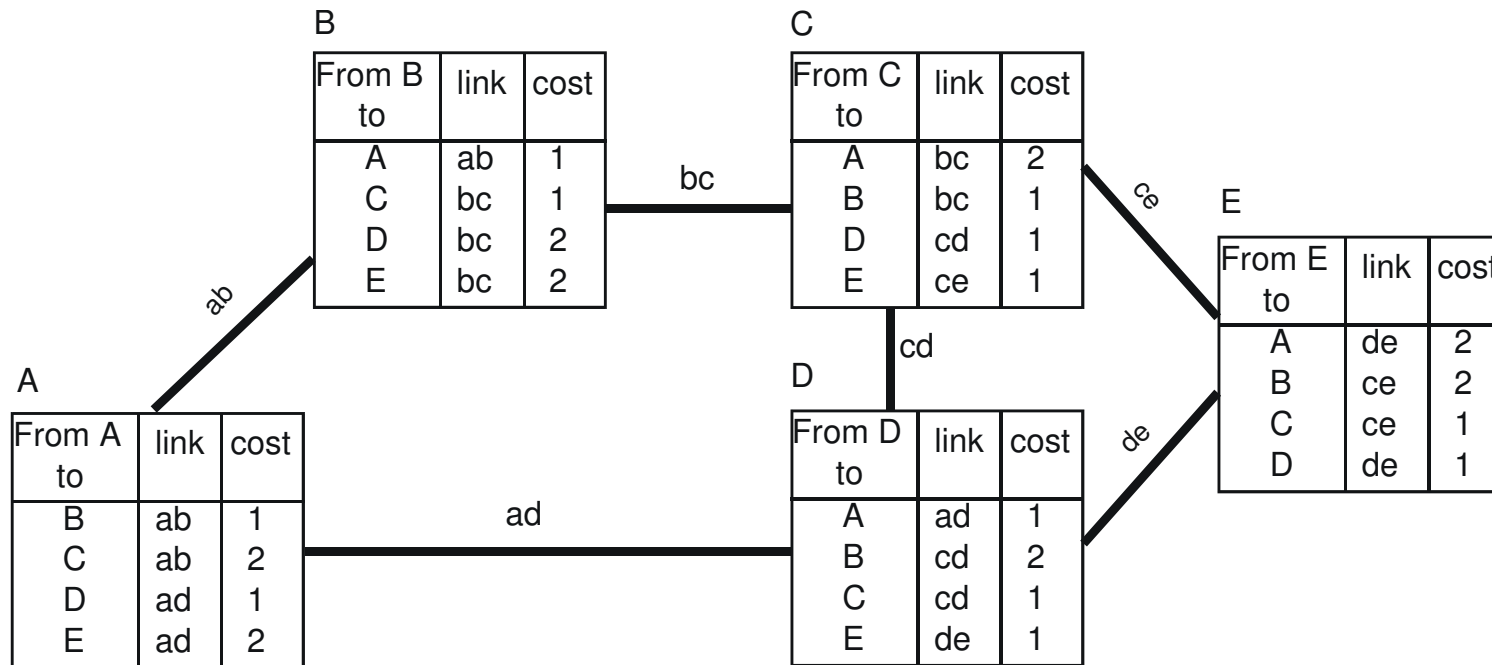 B
From B to link cost
A ab 1
C bc 1
D bc 2
E bc 2
bc
C
From C to link cost
A bc 2
B bc 1
D cd 1
E ce 1
ce
E
From E to link cost
A de 2
B ce 2
C ce 1
D de 1
ab
cd
A
From A to link cost
B ab 1
C ab 2
D ad 1
E ad 2
ad
D
From D to link cost
A ad 1
B cd 2
C cd 1
E de 1
de